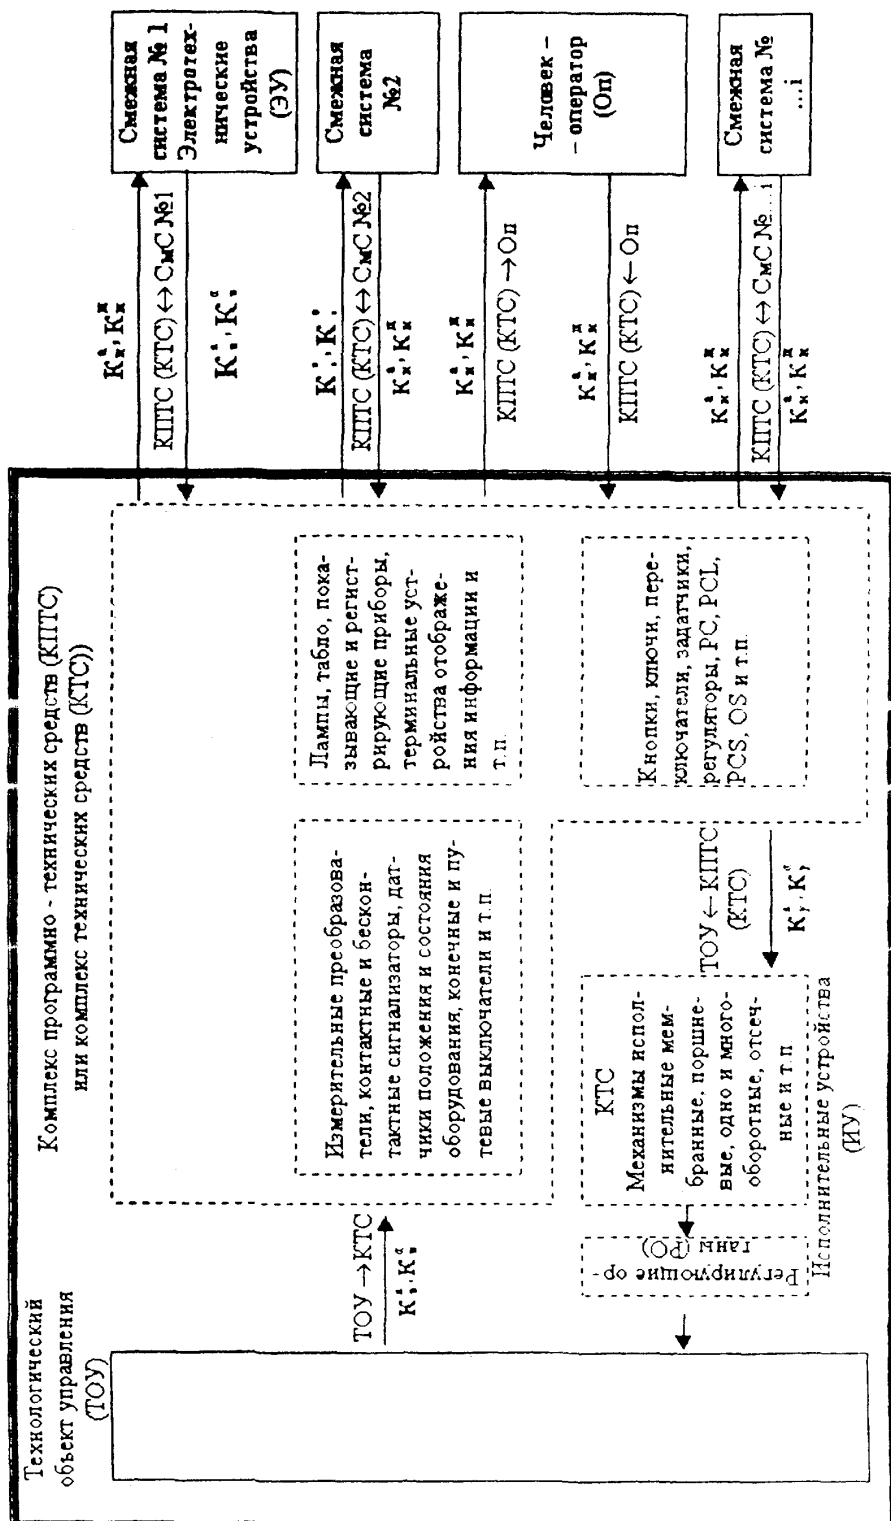 Технологический
объект управления
(ТОУ)
Комплекс программно - технических средств (КПТС)
или комплекс технических средств (КТС))
ТОУ → КТС
Измерительные преобразова-
тели, контактные и бескон-
тактные сигнализаторы, дат-
чики положения и состояния
оборудования, конечные и пу-
тевые выключатели и т.п.
Лампы, табло, пока-
зывающие и регист-
рирующие приборы,
терминальные уст-
ройства отображе-
ния информации и
т.п.
Регулирующие ор-
ганы (РО)
КТС
Механизмы испол-
нительные мем-
бранные, поршне-
вые, одно и много-
оборотные, отсеч-
ные и т.п
Исполнительные устройства
(ИУ)
ТОУ ← КПТС
(КТС)
Кнопки, ключи, пере-
ключатели, задатчики,
регуляторы, PC, PCL,
PCS, OS и т.п.
КПТС (КТС) ↔ СмС №1
КПТС (КТС) ↔ СмС №2
КПТС (КТС) → Оп
КПТС (КТС) ← Оп
КПТС (КТС) ↔ СмС №...i
Смежная
система № 1
Электротех-
нические
устройства
(ЭУ)
Смежная
система
№2
Человек –
– оператор
(Оп)
Смежная
система №
...i